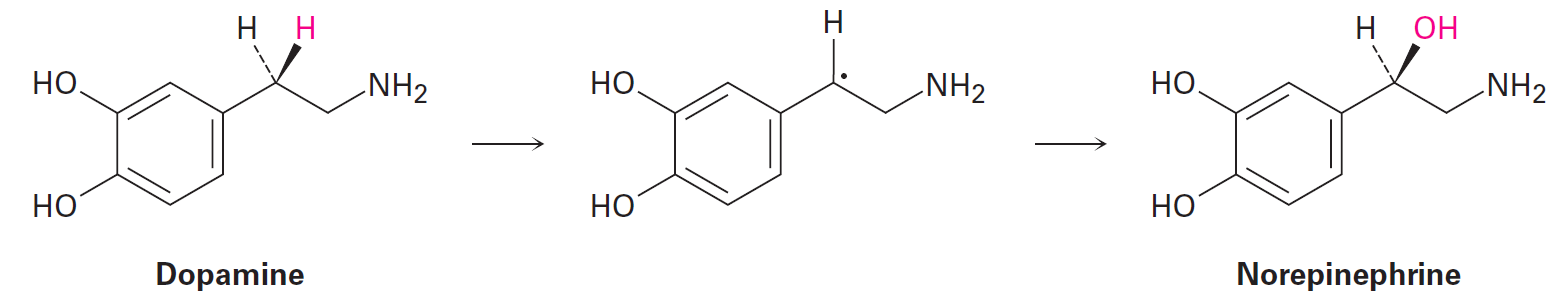 H H
HO
NH2
HO
Dopamine
H
HO
NH2
HO
H OH
HO
NH2
HO
Norepinephrine